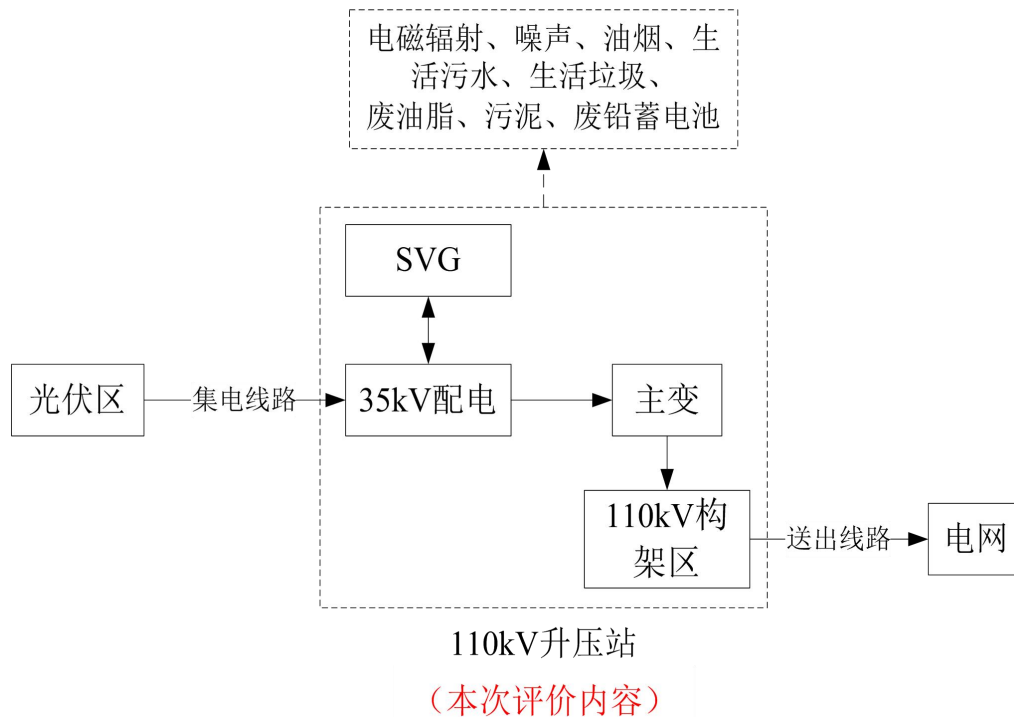 电磁辐射、噪声、油烟、生
活污水、生活垃圾、
废油脂、污泥、废铅蓄电池
SVG
光伏区
集电线路
35kV配电
主变
110kV构
架区
送出线路
电网
110kV升压站
（本次评价内容）